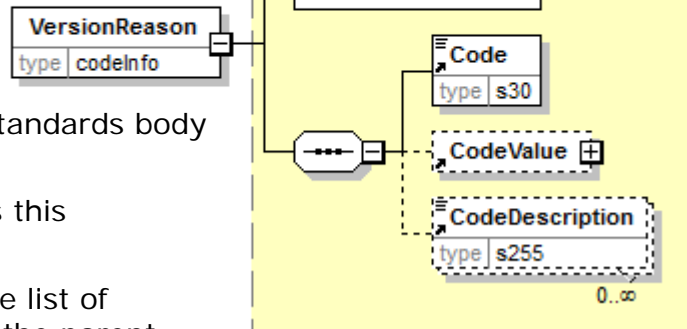 VersionReason
type codeInfo
Code
type s30
tandards body
CodeValue
s this
CodeDescription
type s255
0..∞
e list of
the parent